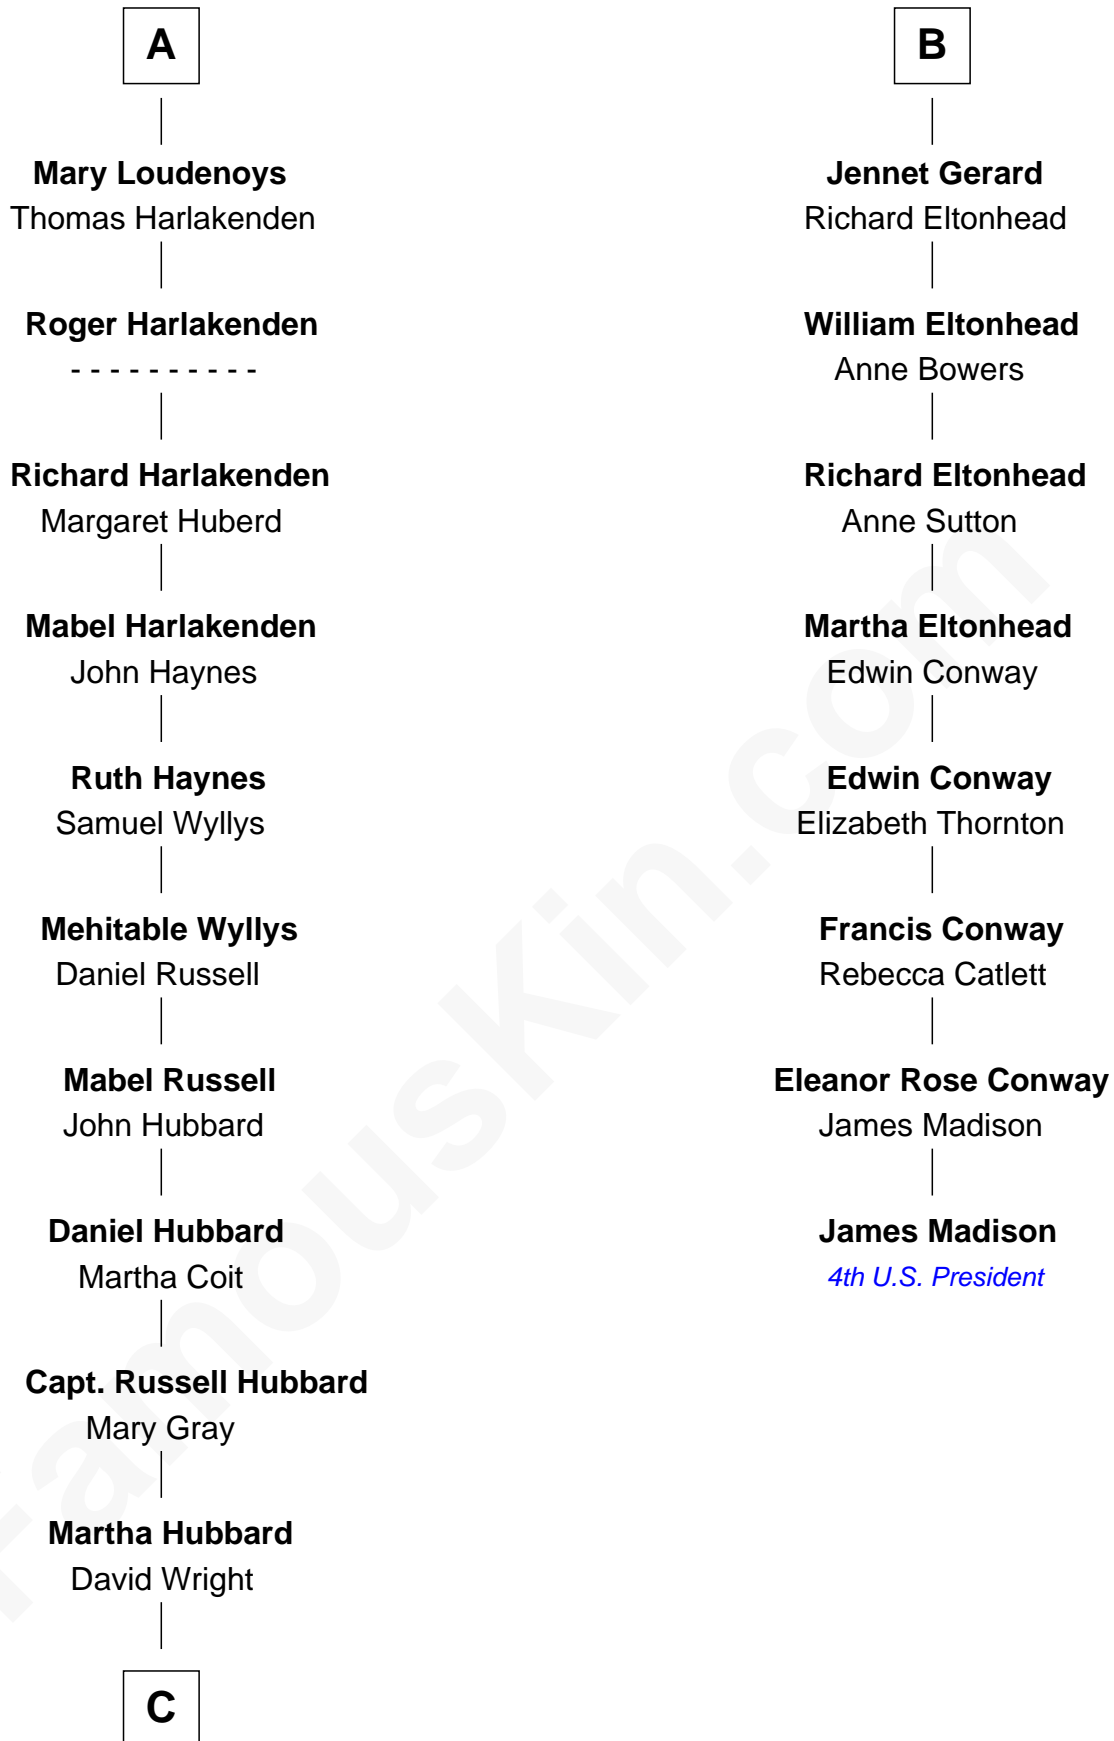 A
Mary Loudenoys
Thomas Harlakenden
Roger Harlakenden
- - - - - - - - - -
Richard Harlakenden
Margaret Huberd
Mabel Harlakenden
John Haynes
Ruth Haynes
Samuel Wyllys
Mehitable Wyllys
Daniel Russell
Mabel Russell
John Hubbard
Daniel Hubbard
Martha Coit
Capt. Russell Hubbard
Mary Gray
Martha Hubbard
David Wright
C
B
Jennet Gerard
Richard Eltonhead
William Eltonhead
Anne Bowers
Richard Eltonhead
Anne Sutton
Martha Eltonhead
Edwin Conway
Edwin Conway
Elizabeth Thornton
Francis Conway
Rebecca Catlett
Eleanor Rose Conway
James Madison
James Madison
4th U.S. President
FamousKin.com